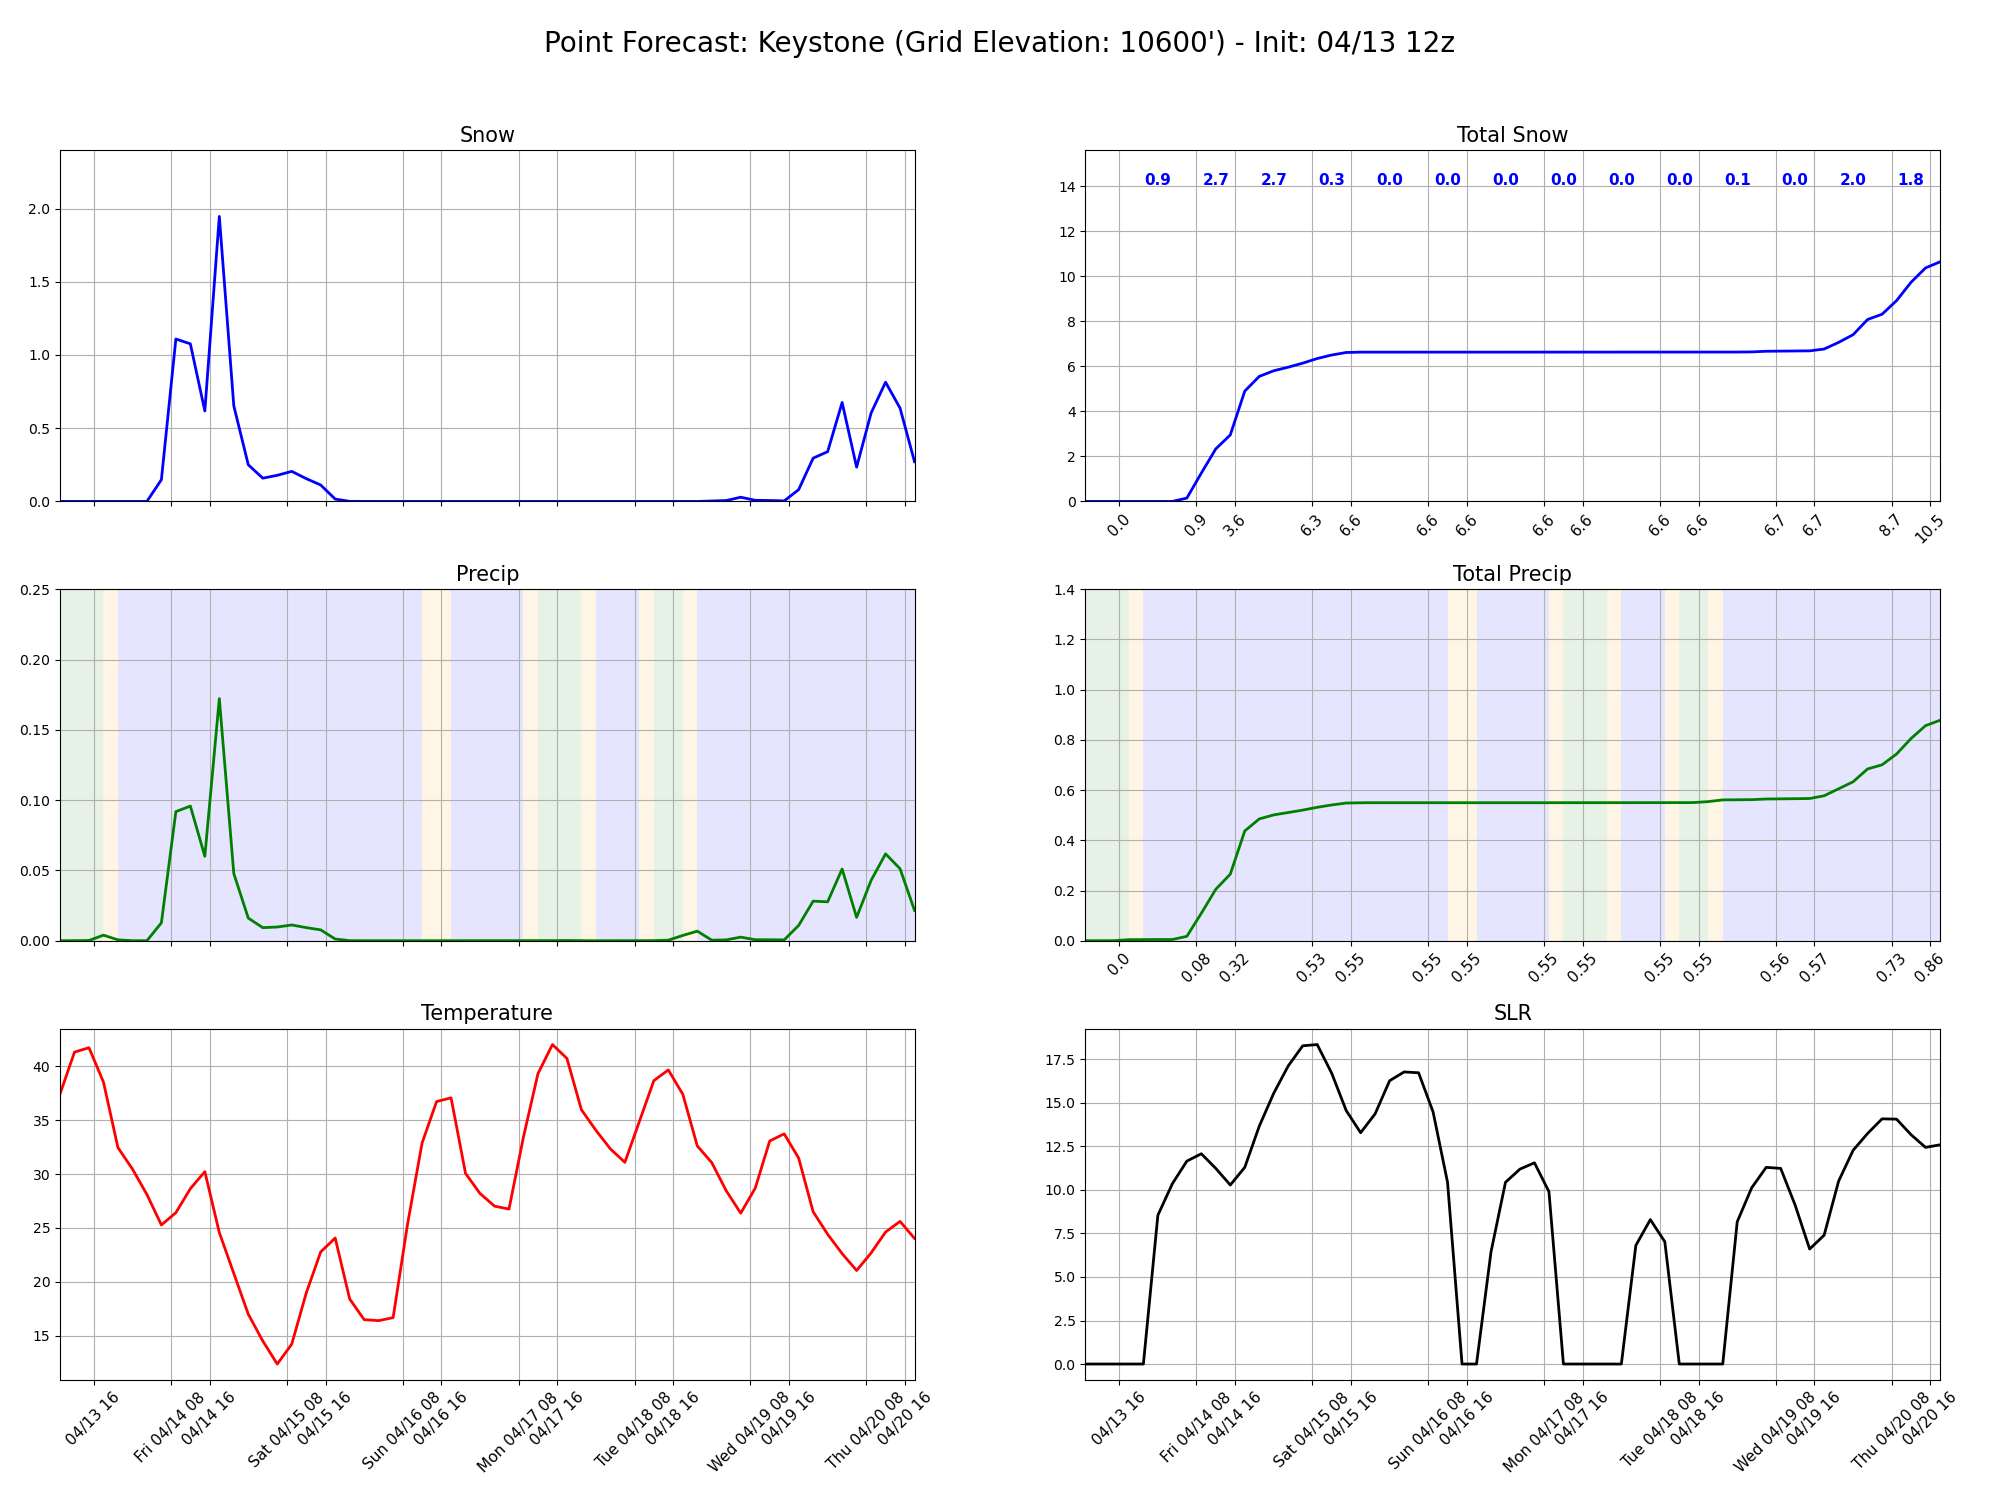 Point Forecast: Keystone (Grid Elevation: 10600') - Init: 04/13 12z
Snow
2.0
1.5
1.0
0.5
0.0
Total Snow
0.9 2.7 2.7 0.3 0.0 0.0 0.0 0.0 0.0 0.0 0.1 0.0 2.0 1.8
14
12
10
8
6
4
2
0
0.0 0.9 3.6 6.3 6.6 6.6 6.6 6.6 6.6 6.6 6.6 6.7 6.7 8.7 10.5
Precip
0.25
0.20
0.15
0.10
0.05
0.00
Total Precip
1.4
1.2
1.0
0.8
0.6
0.4
0.2
0.0
0.0 0.08 0.32 0.53 0.55 0.55 0.55 0.55 0.55 0.55 0.55 0.56 0.57 0.73 0.86
Temperature
40
35
30
25
20
15
04/13 16
Fri 04/14 08
04/14 16
Sat 04/15 08
04/15 16
Sun 04/16 08
04/16 16
Mon 04/17 08
04/17 16
Tue 04/18 08
04/18 16
Wed 04/19 08
04/19 16
Thu 04/20 08
04/20 16
SLR
17.5
15.0
12.5
10.0
7.5
5.0
2.5
0.0
04/13 16
Fri 04/14 08
04/14 16
Sat 04/15 08
04/15 16
Sun 04/16 08
04/16 16
Mon 04/17 08
04/17 16
Tue 04/18 08
04/18 16
Wed 04/19 08
04/19 16
Thu 04/20 08
04/20 16